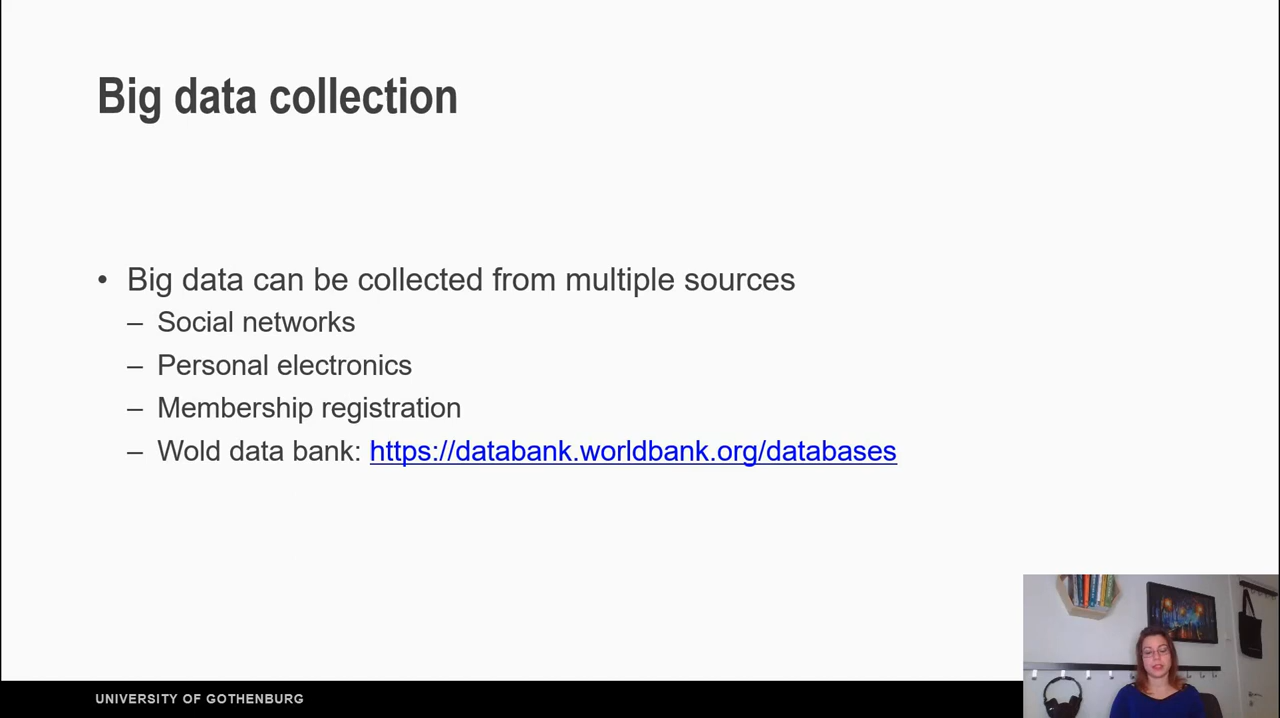 Big data collection
• Big data can be collected from multiple sources
– Social networks
– Personal electronics
– Membership registration
– Wold data bank: https://databank.worldbank.org/databases
UNIVERSITY OF GOTHENBURG